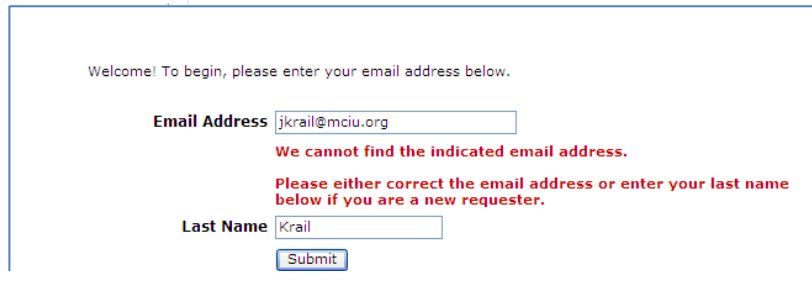 Welcome! To begin, please enter your email address below.
Email Address jkrail@mciu.org
We cannot find the indicated email address.
Please either correct the email address or enter your last name
below if you are a new requester.
Last Name Krail
Submit